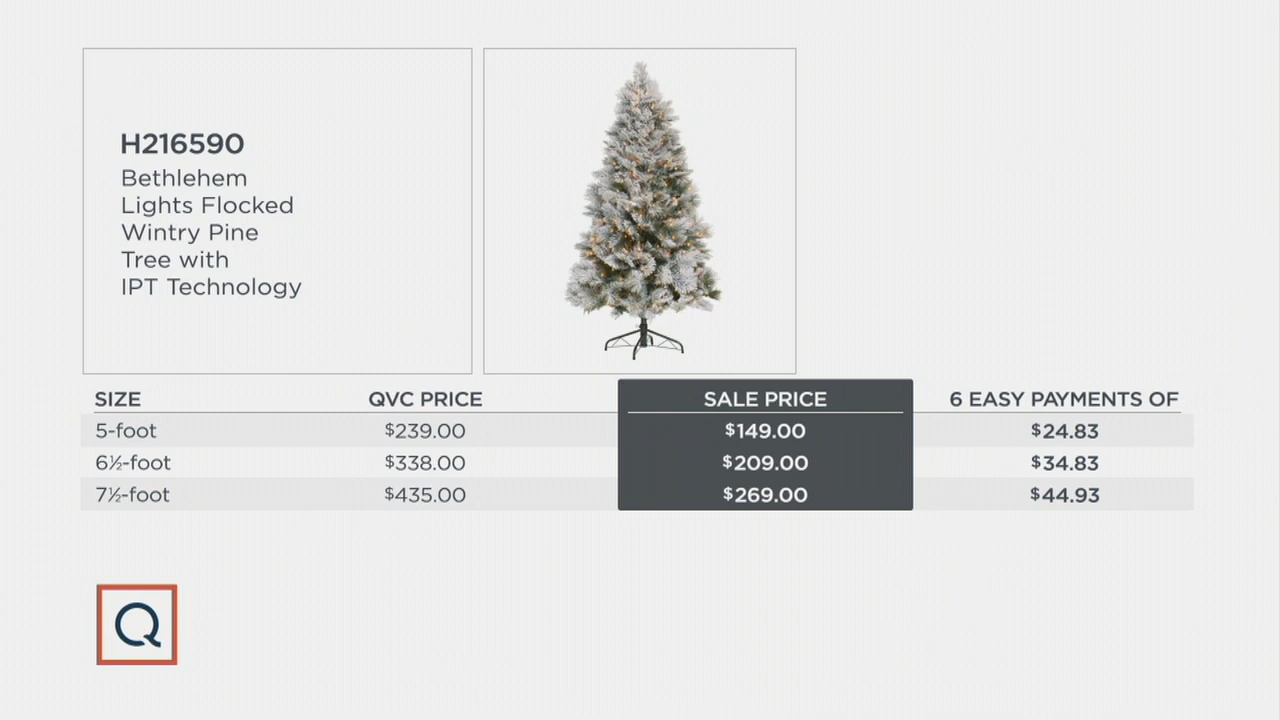 H216590
Bethlehem
Lights Flocked
Wintry Pine
Tree with
IPT Technology
SIZE QVC PRICE SALE PRICE 6 EASY PAYMENTS OF
5-foot $239.00 $149.00 $24.83
6½-foot $338.00 $209.00 $34.83
7½-foot $435.00 $269.00 $44.93
Q